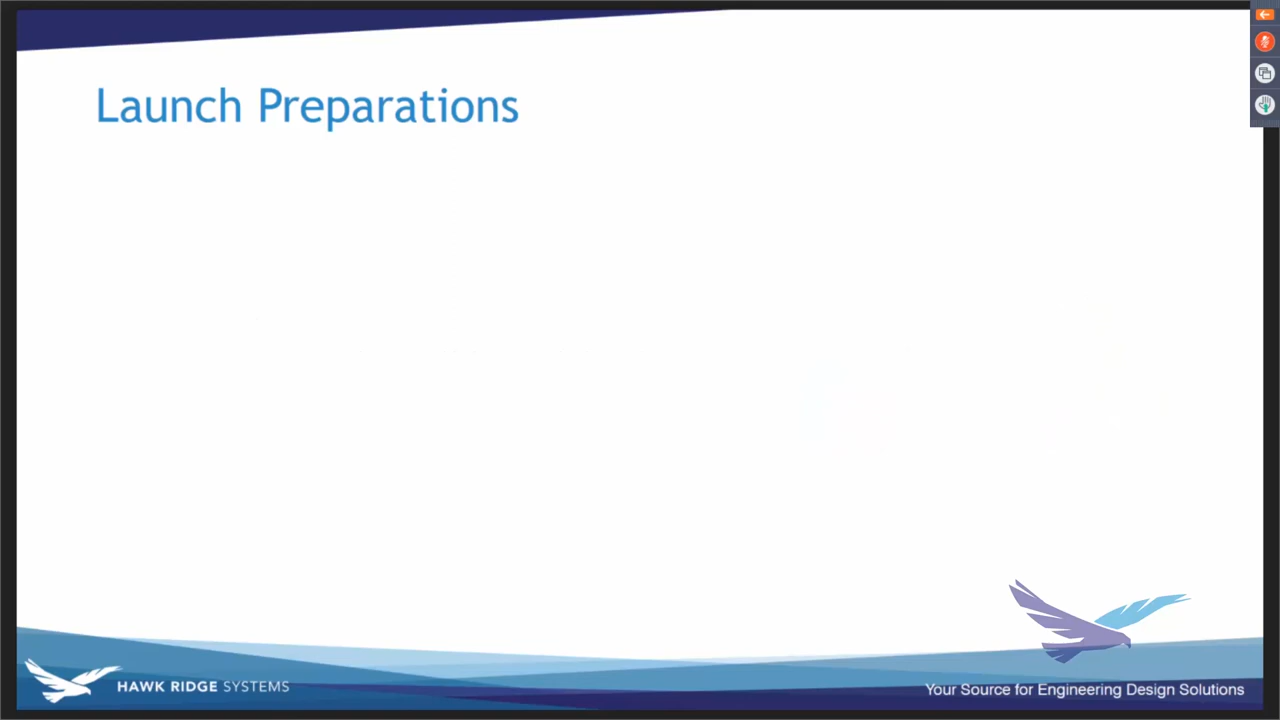 Launch Preparations
HAWK RIDGE SYSTEMS
Your Source for Engineering Design Solutions